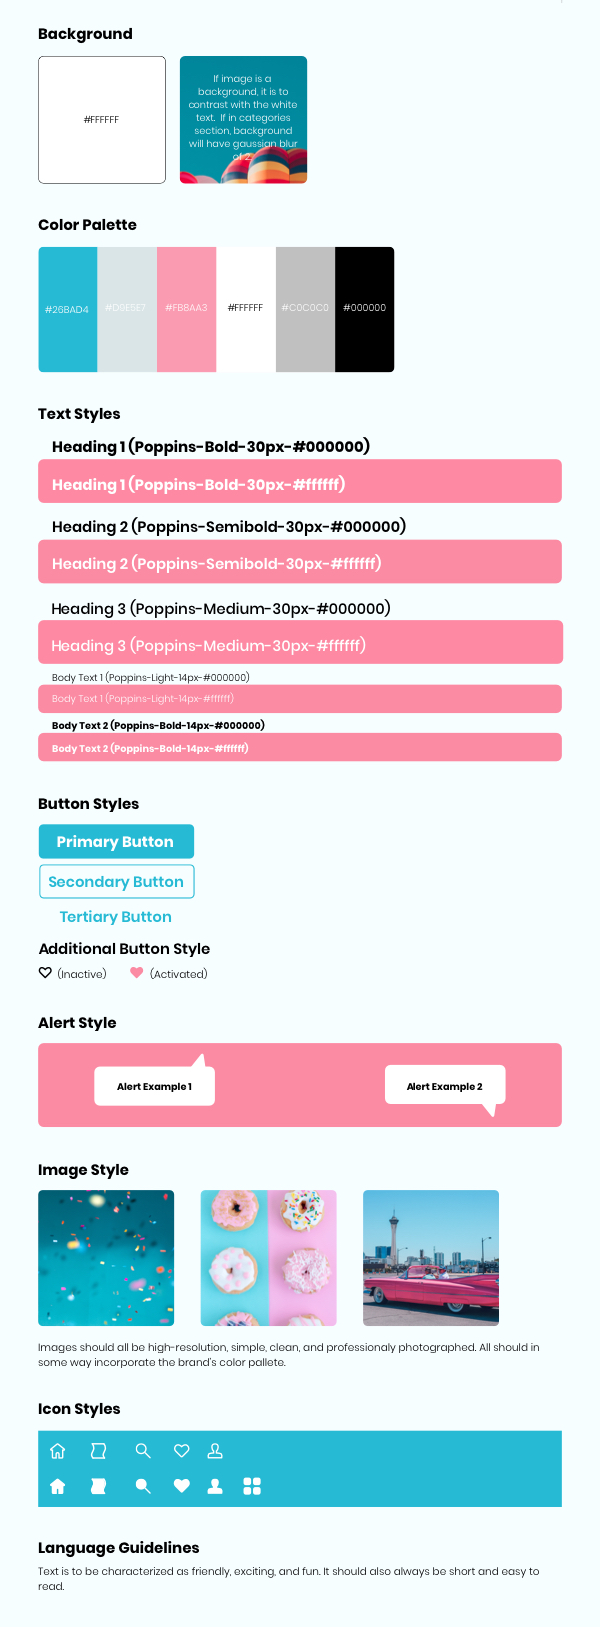 Background
#FFFFFF
If image is a
background, it is to
contrast with the white
text. If in categories
section, background
will have gaussian blur
of 2.
Color Palette
#26BAD4 #D9E5E7 #FB8AA3 #FFFFFF #C0C0C0 #000000
Text Styles
Heading 1 (Poppins-Bold-30px-#000000)
Heading 1 (Poppins-Bold-30px-#ffffff)
Heading 2 (Poppins-Semibold-30px-#000000)
Heading 2 (Poppins-Semibold-30px-#ffffff)
Heading 3 (Poppins-Medium-30px-#000000)
Heading 3 (Poppins-Medium-30px-#ffffff)
Body Text 1 (Poppins-Light-14px-#000000)
Body Text 1 (Poppins-Light-14px-#ffffff)
Body Text 2 (Poppins-Bold-14px-#000000)
Body Text 2 (Poppins-Bold-14px-#ffffff)
Button Styles
Primary Button
Secondary Button
Tertiary Button
Additional Button Style
(Inactive) (Activated)
Alert Style
Alert Example 1 Alert Example 2
Image Style
Images should all be high-resolution, simple, clean, and professionaly photographed. All should in
some way incorporate the brand's color pallete.
Icon Styles
Language Guidelines
Text is to be characterized as friendly, exciting, and fun. It should also always be short and easy to
read.